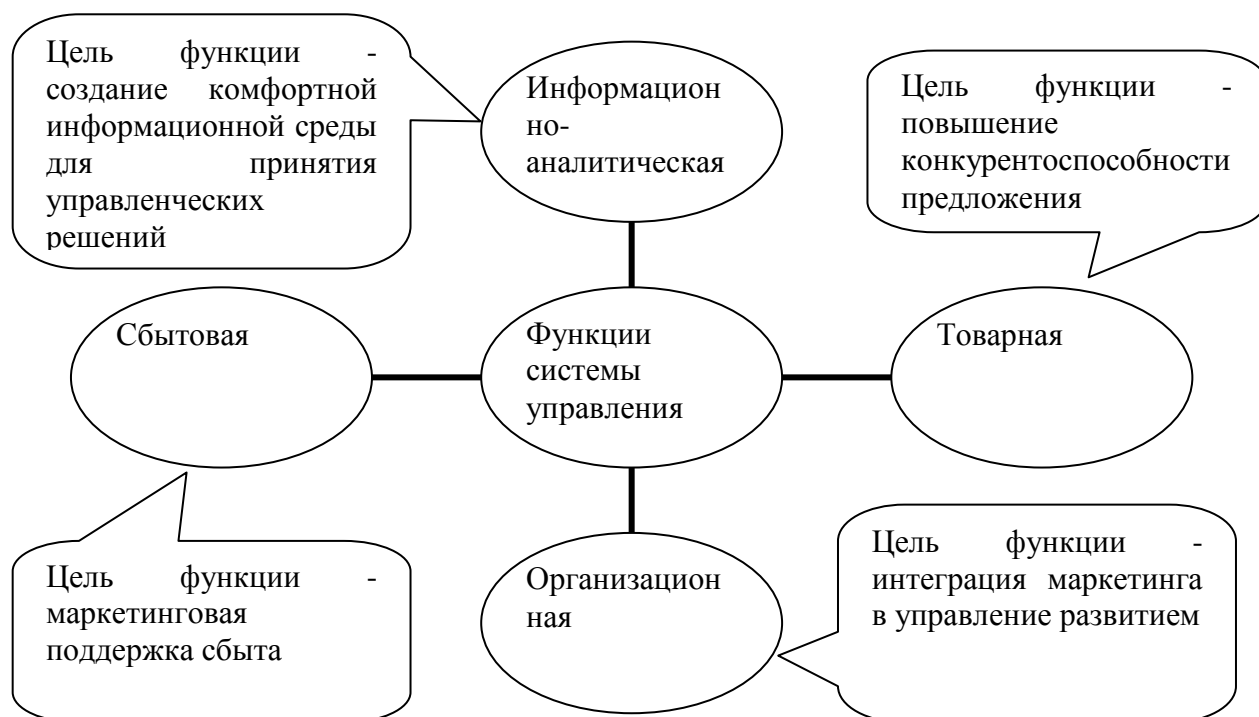 Цель функции -
создание комфортной
информационной среды
для принятия
управленческих
решений
Информацион
но-
аналитическая
Цель функции -
повышение
конкурентоспособности
предложения
Сбытовая
Функции
системы
управления
Товарная
Цель функции -
маркетинговая
поддержка сбыта
Организацион
ная
Цель функции -
интеграция маркетинга
в управление развитием